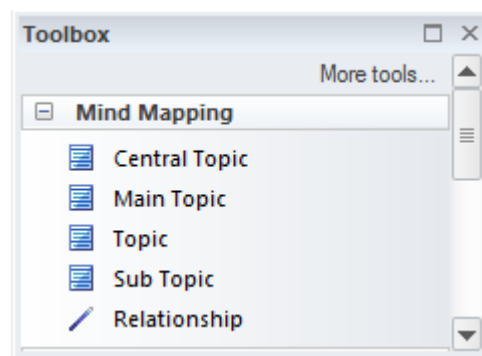 Toolbox
More tools...
Mind Mapping
Central Topic
Main Topic
Topic
Sub Topic
Relationship